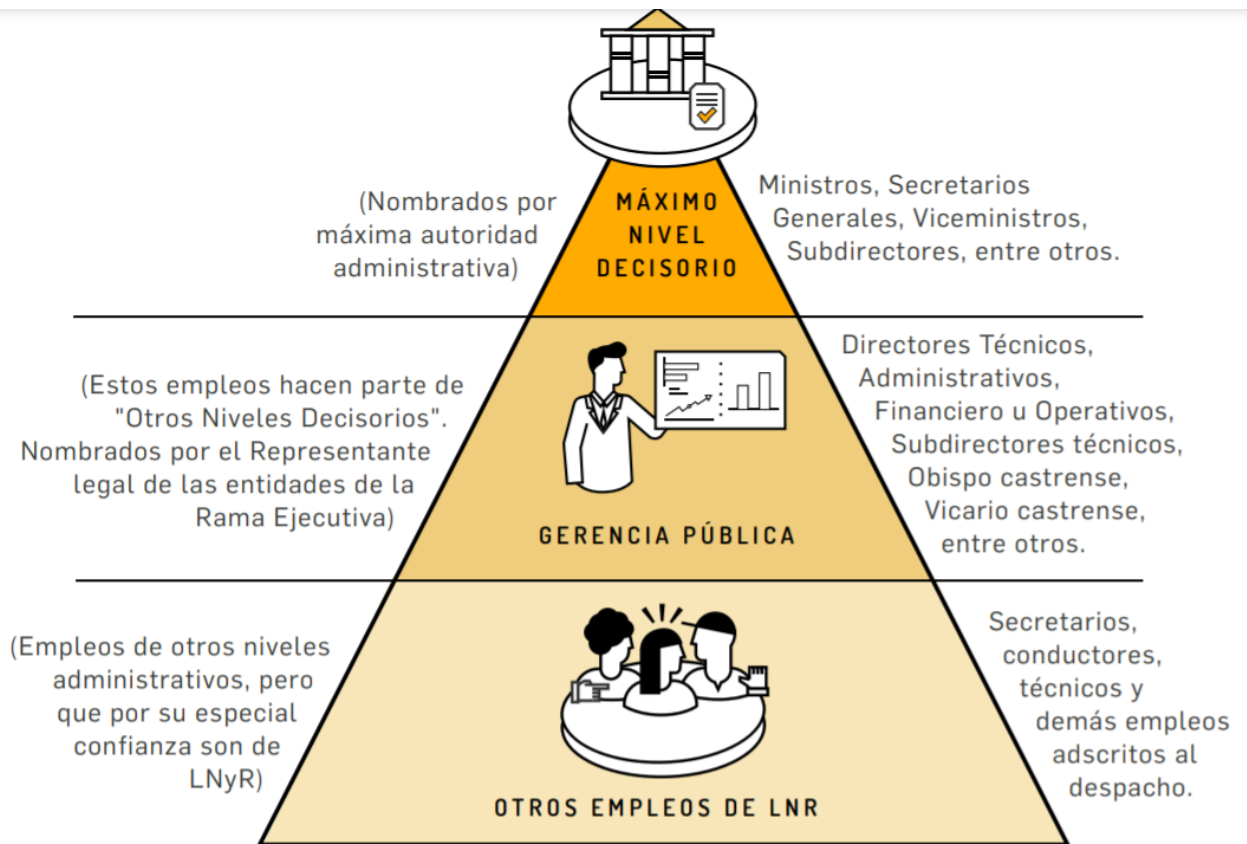 (Nombrados por
máxima autoridad
administrativa)
MÁXIMO
NIVEL
DECISORIO
Ministros, Secretarios
Generales, Viceministros,
Subdirectores, entre otros.
(Estos empleos hacen parte de
"Otros Niveles Decisorios".
Nombrados por el Representante
legal de las entidades de la
Rama Ejecutiva)
GERENCIA PÚBLICA
Directores Técnicos,
Administrativos,
Financiero u Operativos,
Subdirectores técnicos,
Obispo castrense,
Vicario castrense,
entre otros.
(Empleos de otros niveles
administrativos, pero
que por su especial
confianza son de
LNyR)
OTROS EMPLEOS DE LNR
Secretarios,
conductores,
técnicos y
demás empleos
adscritos al
despacho.